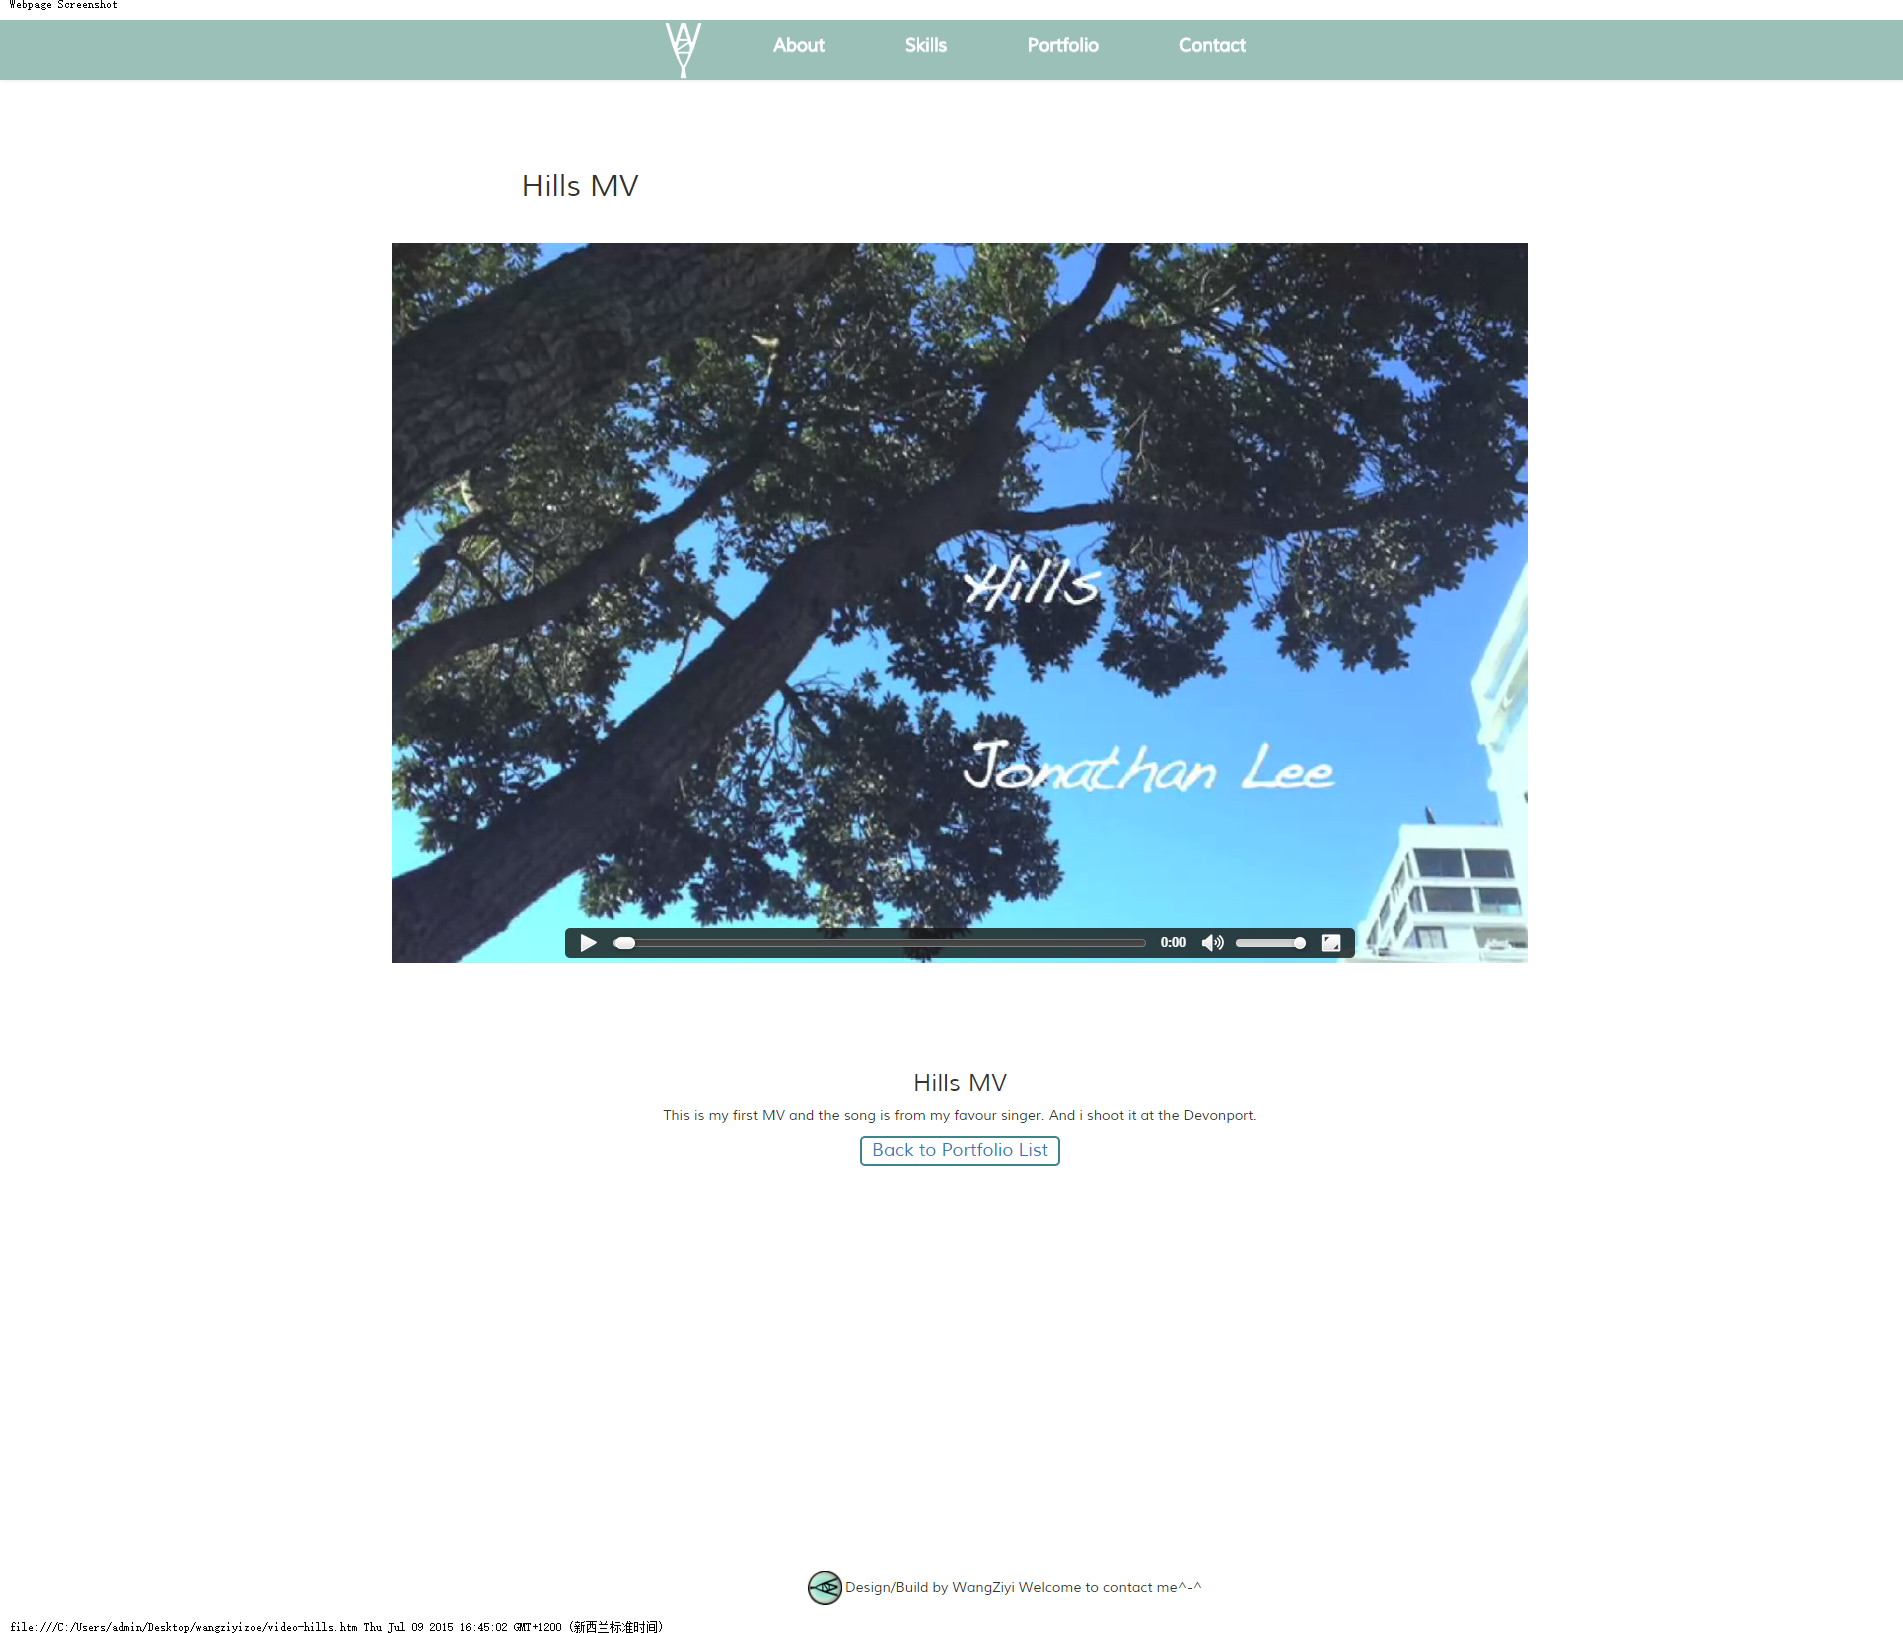 Webpage Screenshot
About Skills Portfolio Contact
Hills MV
Hills
Jonathan Lee
0:00
Hills MV
This is my first MV and the song is from my favour singer. And i shoot it at the Devonport.
Back to Portfolio List
Design/Build by WangZiyi Welcome to contact me^-^
file:///C:/Users/admin/Desktop/wangziyizoe/video-hills.htm Thu Jul 09 2015 16:45:02 GMT+1200 (新西兰标准时间)